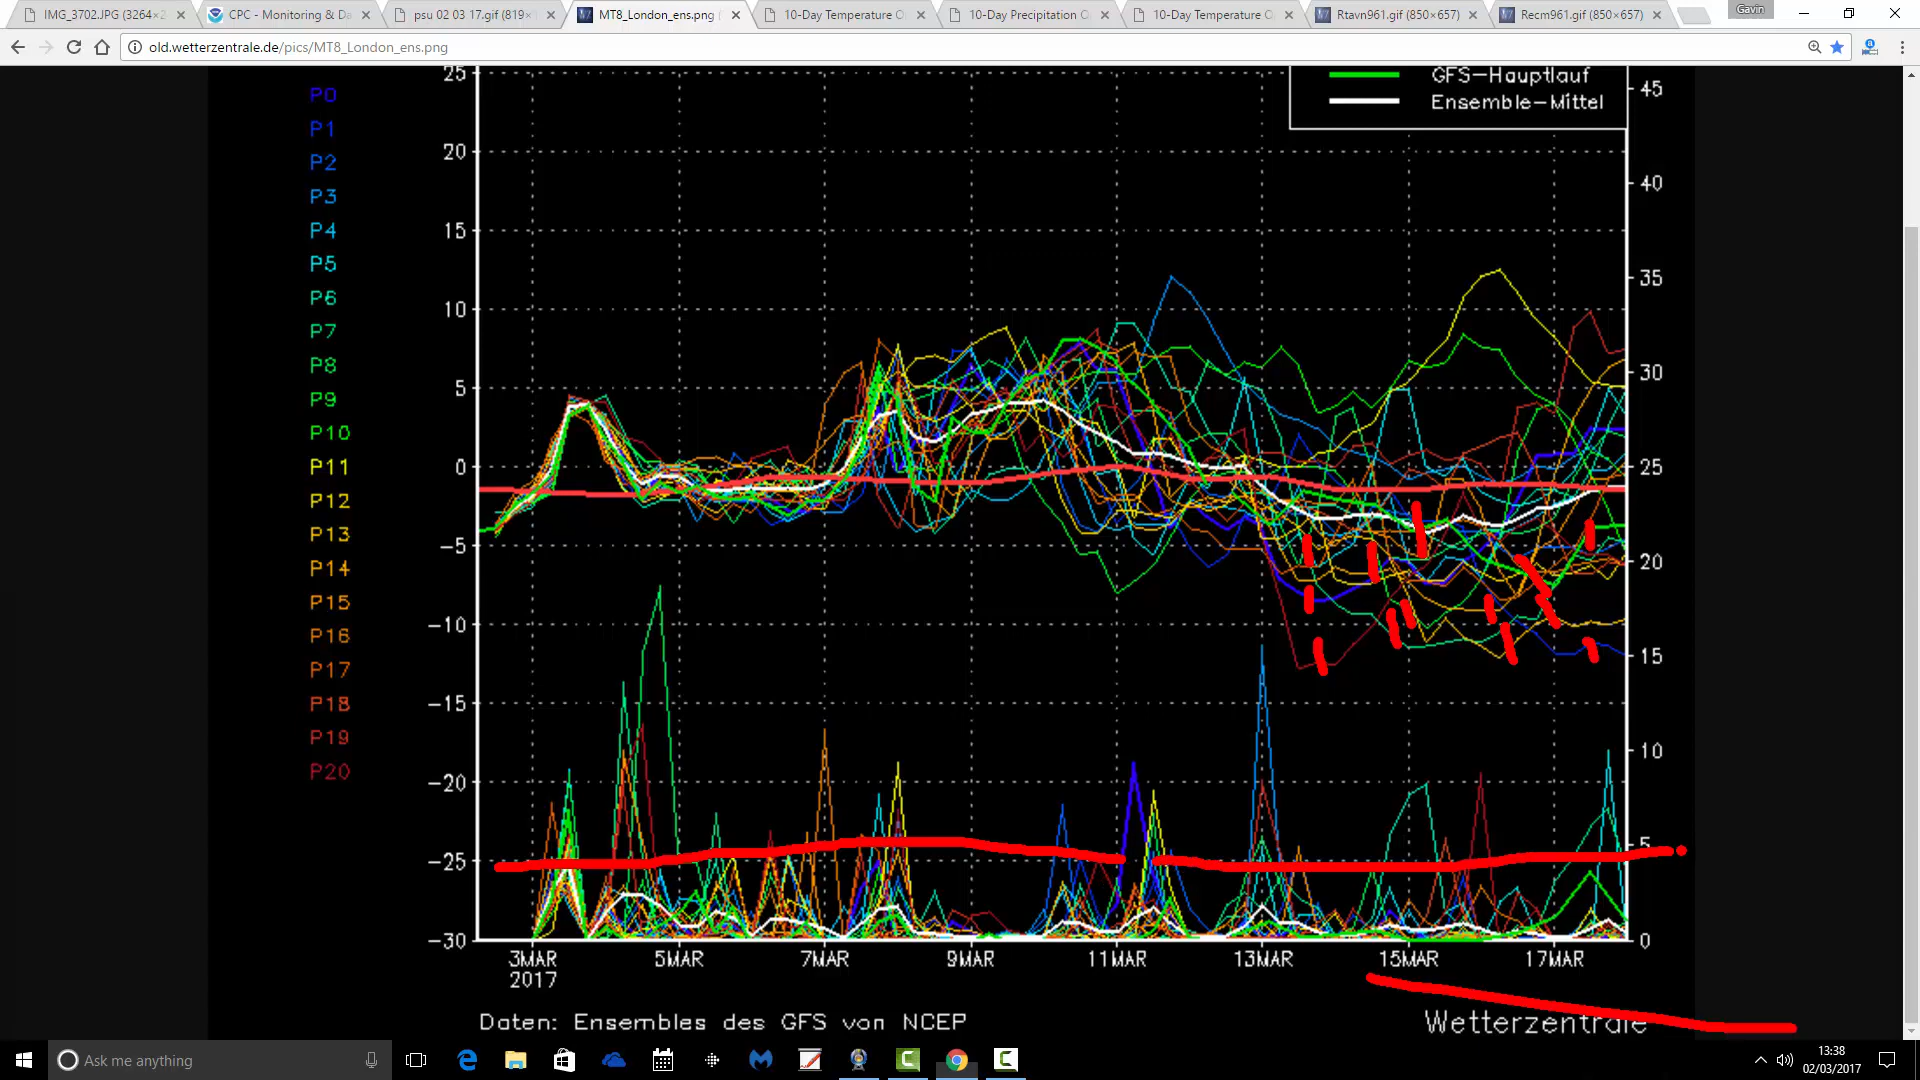 IMG_3702.JPG (3264×2
CPC - Monitoring & Da
psu 02 03 17.gif (819×
MT8_London_ens.png (
10-Day Temperature O
10-Day Precipitation O
10-Day Temperature O
Rtavn961.gif (850×657)
Recm961.gif (850×657)
Gavin
old.wetterzentrale.de/pics/MT8_London_ens.png
GFS-Hauptlauf
Ensemble-Mittel
P0
P1
P2
P3
P4
P5
P6
P7
P8
P9
P10
P11
P12
P13
P14
P15
P16
P17
P18
P19
P20
25
20
15
10
5
0
-5
-10
-15
-20
-25
-30
45
40
35
30
25
20
15
10
5
0
3MAR 5MAR 7MAR 9MAR 11MAR 13MAR 15MAR 17MAR
2017
Daten: Ensembles des GFS von NCEP
Wetterzentrale
Ask me anything
13:38
02/03/2017